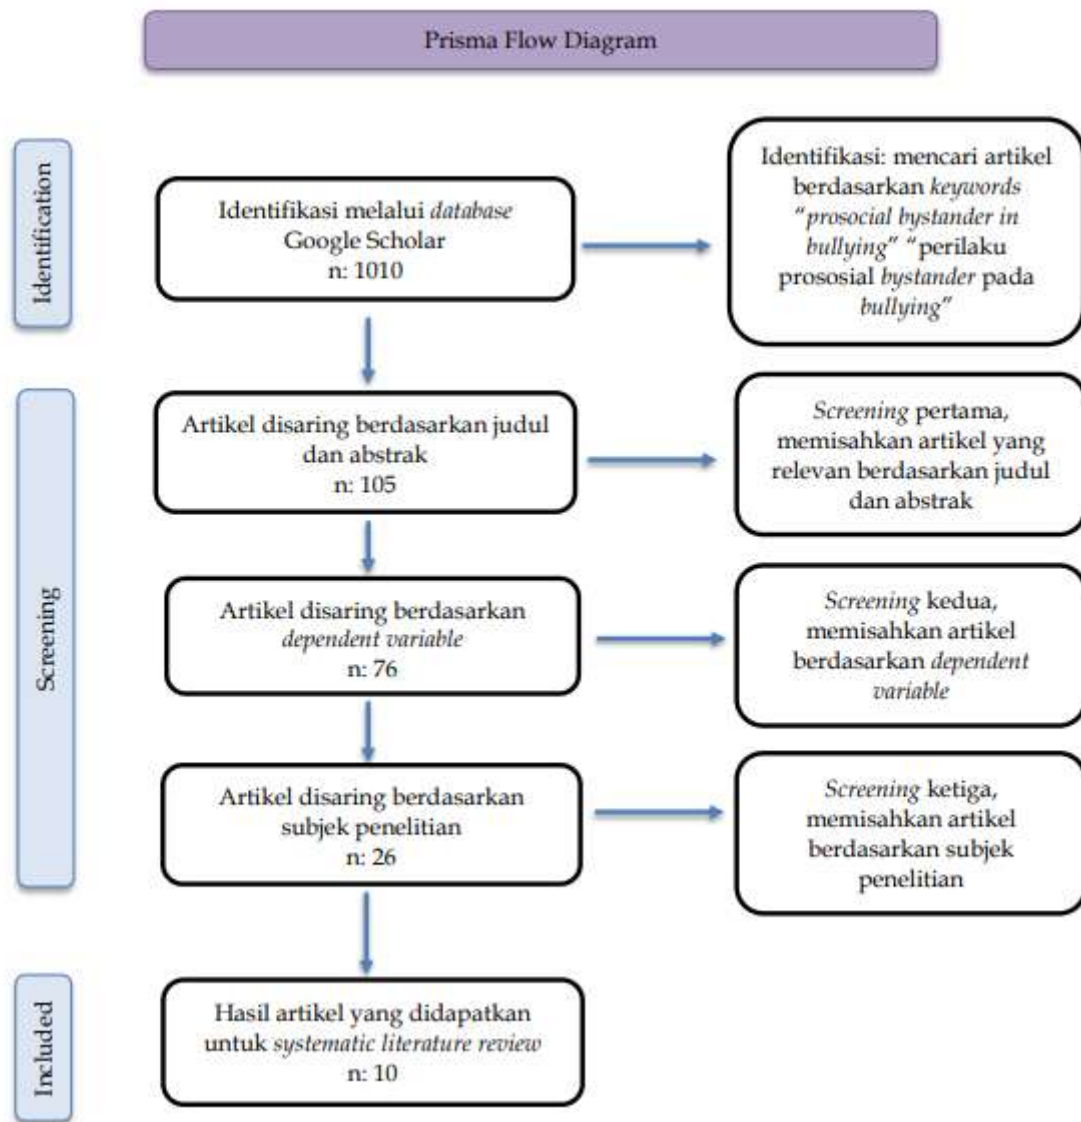 Prisma Flow Diagram
Identification
Identifikasi melalui database
Google Scholar
n: 1010
Identifikasi: mencari artikel
berdasarkan keywords
“prosocial bystander in
bullying” “perilaku
prososial bystander pada
bullying”
Screening
Artikel disaring berdasarkan judul
dan abstrak
n: 105
Screening pertama,
memisahkan artikel yang
relevan berdasarkan judul
dan abstrak
Artikel disaring berdasarkan
dependent variable
n: 76
Screening kedua,
memisahkan artikel
berdasarkan dependent
variable
Artikel disaring berdasarkan
subjek penelitian
n: 26
Screening ketiga,
memisahkan artikel
berdasarkan subjek
penelitian
Included
Hasil artikel yang didapatkan
untuk systematic literature review
n: 10